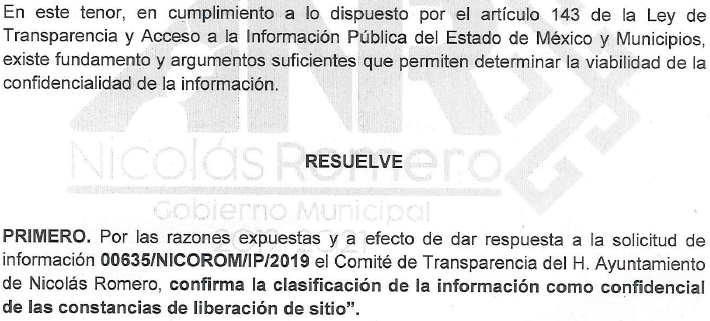 En este tenor, en cumplimiento a lo dispuesto por el artículo 143 de la Ley de
Transparencia y Acceso a la Información Pública del Estado de México y Municipios,
existe fundamento y argumentos suficientes que permiten determinar la viabilidad de la
confidencialidad de la información.
Nicolás Romero
RESUELVE
Gobierno Municipal
2019-2021
PRIMERO. Por las razones expuestas y a efecto de dar respuesta a la solicitud de
información 00635/NICOROM/IP/2019 el Comité de Transparencia del H. Ayuntamiento
de Nicolás Romero, confirma la clasificación de la información como confidencial
de las constancias de liberación de sitio”.